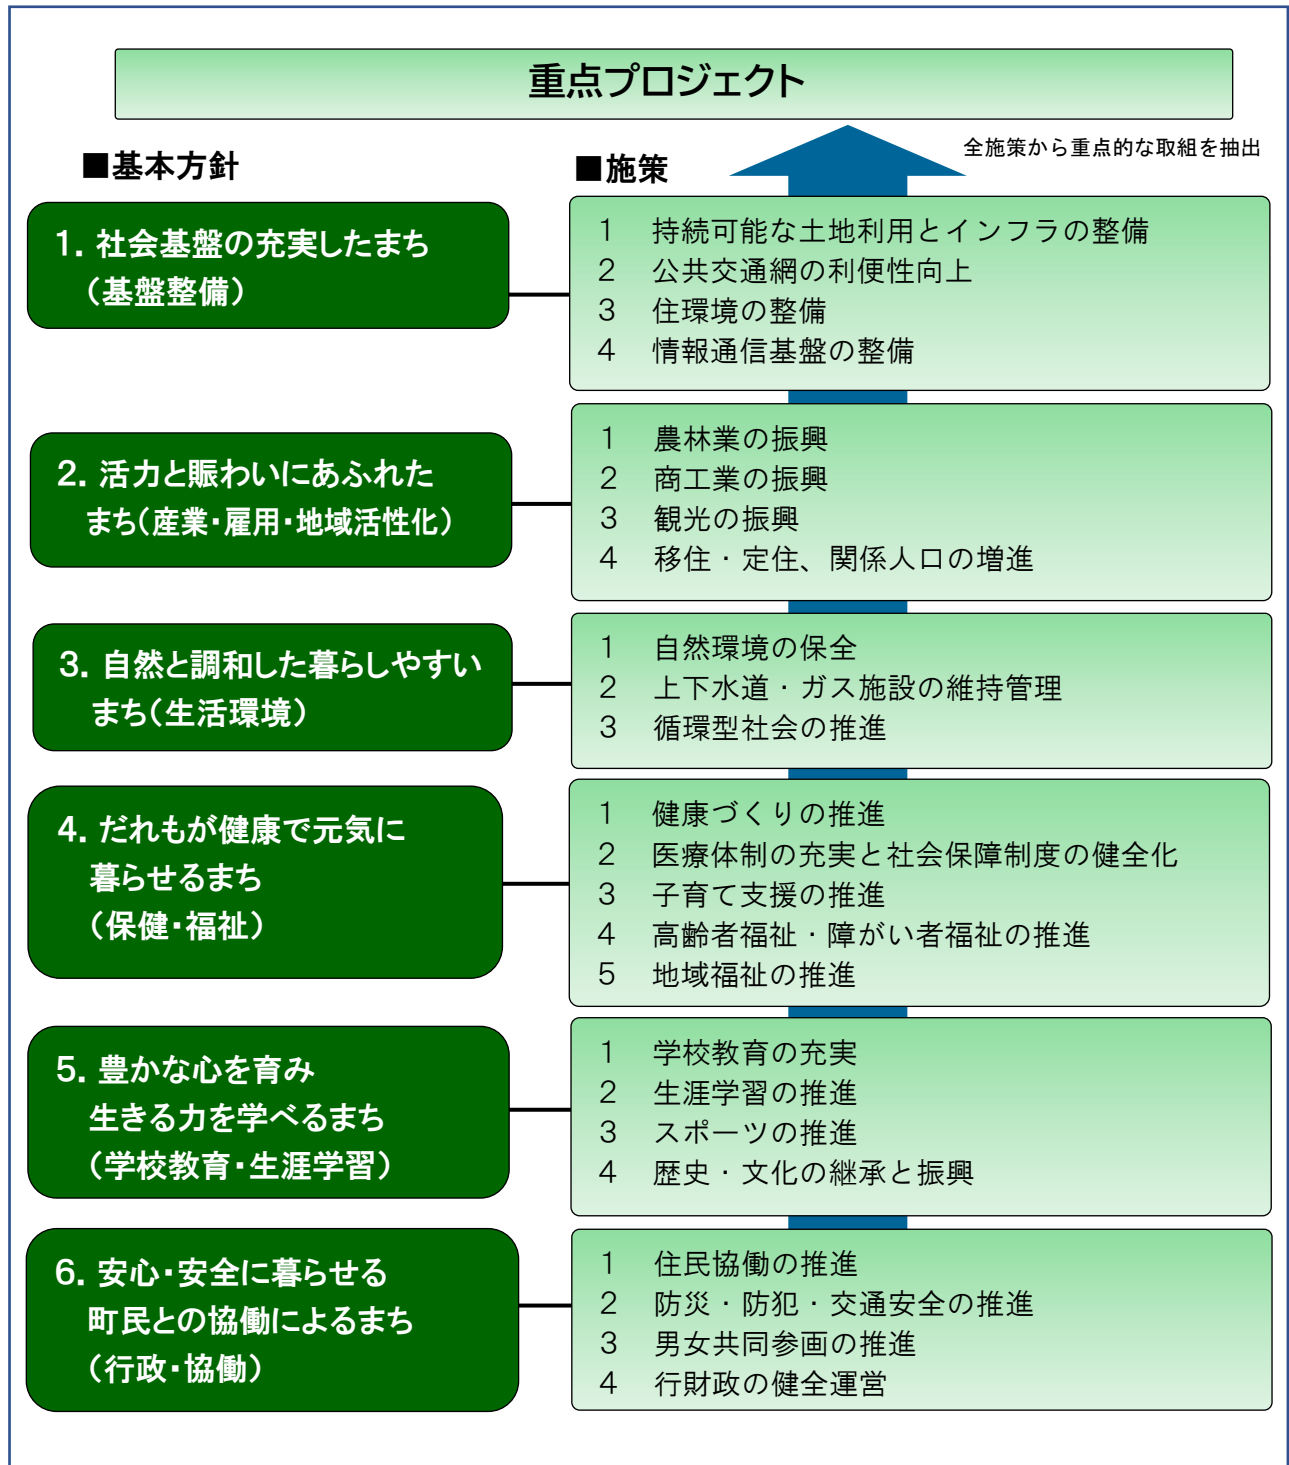 重点プロジェクト
全施策から重点的な取組を抽出
■基本方針
■施策
1. 社会基盤の充実したまち
（基盤整備）
1 持続可能な土地利用とインフラの整備
2 公共交通網の利便性向上
3 住環境の整備
4 情報通信基盤の整備
2. 活力と賑わいにあふれた
まち（産業・雇用・地域活性化）
1 農林業の振興
2 商工業の振興
3 観光の振興
4 移住・定住、関係人口の増進
3. 自然と調和した暮らしやすい
まち（生活環境）
1 自然環境の保全
2 上下水道・ガス施設の維持管理
3 循環型社会の推進
4. だれもが健康で元気に
暮らせるまち
（保健・福祉）
1 健康づくりの推進
2 医療体制の充実と社会保障制度の健全化
3 子育て支援の推進
4 高齢者福祉・障がい者福祉の推進
5 地域福祉の推進
5. 豊かな心を育み
生きる力を学べるまち
（学校教育・生涯学習）
1 学校教育の充実
2 生涯学習の推進
3 スポーツの推進
4 歴史・文化の継承と振興
6. 安心・安全に暮らせる
町民との協働によるまち
（行政・協働）
1 住民協働の推進
2 防災・防犯・交通安全の推進
3 男女共同参画の推進
4 行財政の健全運営